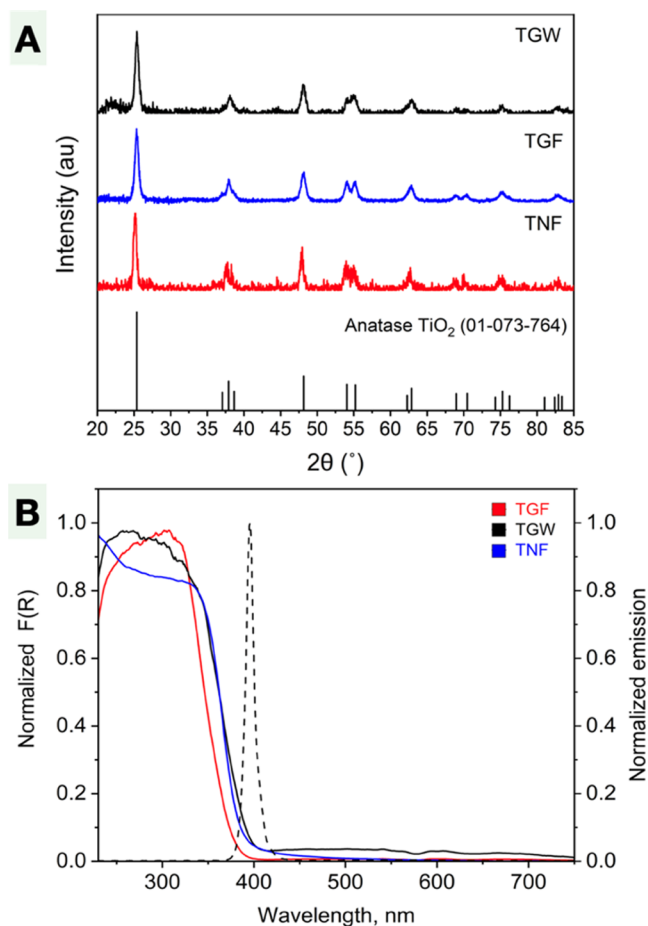 A
TGW
TGF
TNF
Anatase TiO₂ (01-073-764)
Intensity (au)
20 25 30 35 40 45 50 55 60 65 70 75 80 85
2θ (°)
B
TGF
TGW
TNF
1.0 1.0
0.8 0.8
0.6 0.6
0.4 0.4
0.2 0.2
0.0 0.0
Normalized F(R)
Normalized emission
300 400 500 600 700
Wavelength, nm